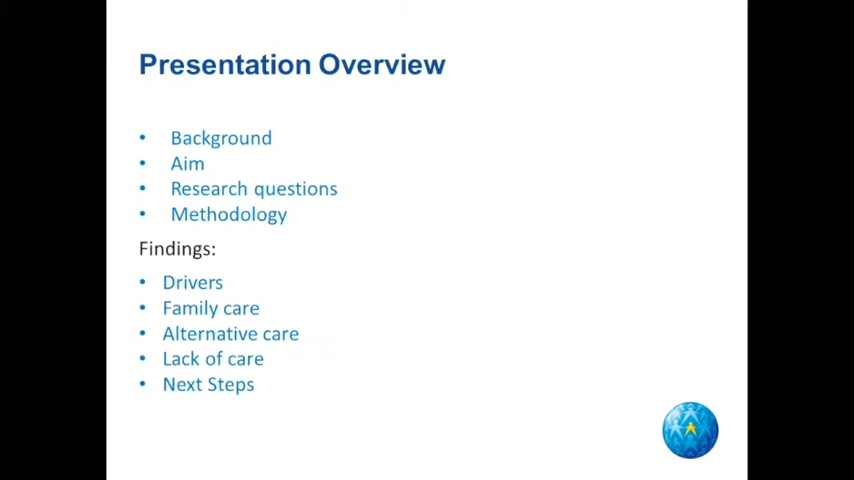 Presentation Overview
• Background
• Aim
• Research questions
• Methodology
Findings:
• Drivers
• Family care
• Alternative care
• Lack of care
• Next Steps